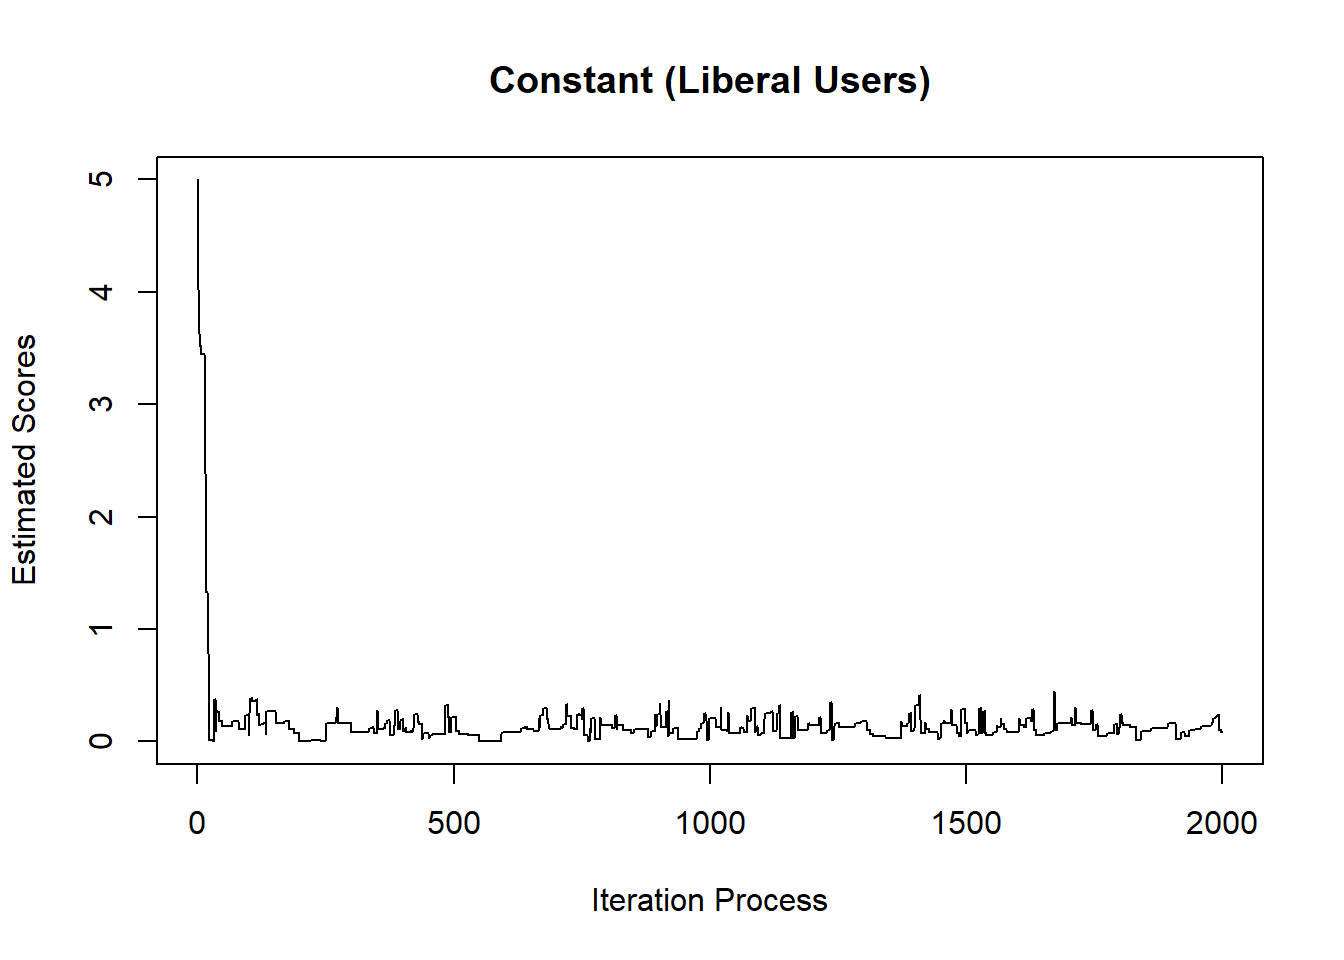 Constant (Liberal Users)
Estimated Scores
5
4
3
2
1
0
0 500 1000 1500 2000
Iteration Process